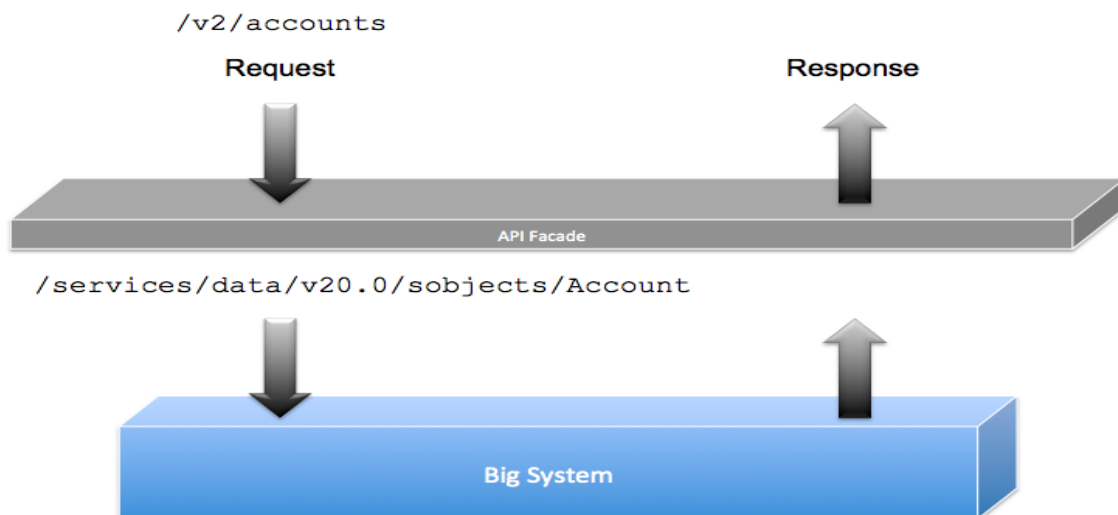 /v2/accounts
Request
Response
API Facade
/services/data/v20.0/sobjects/Account
Big System